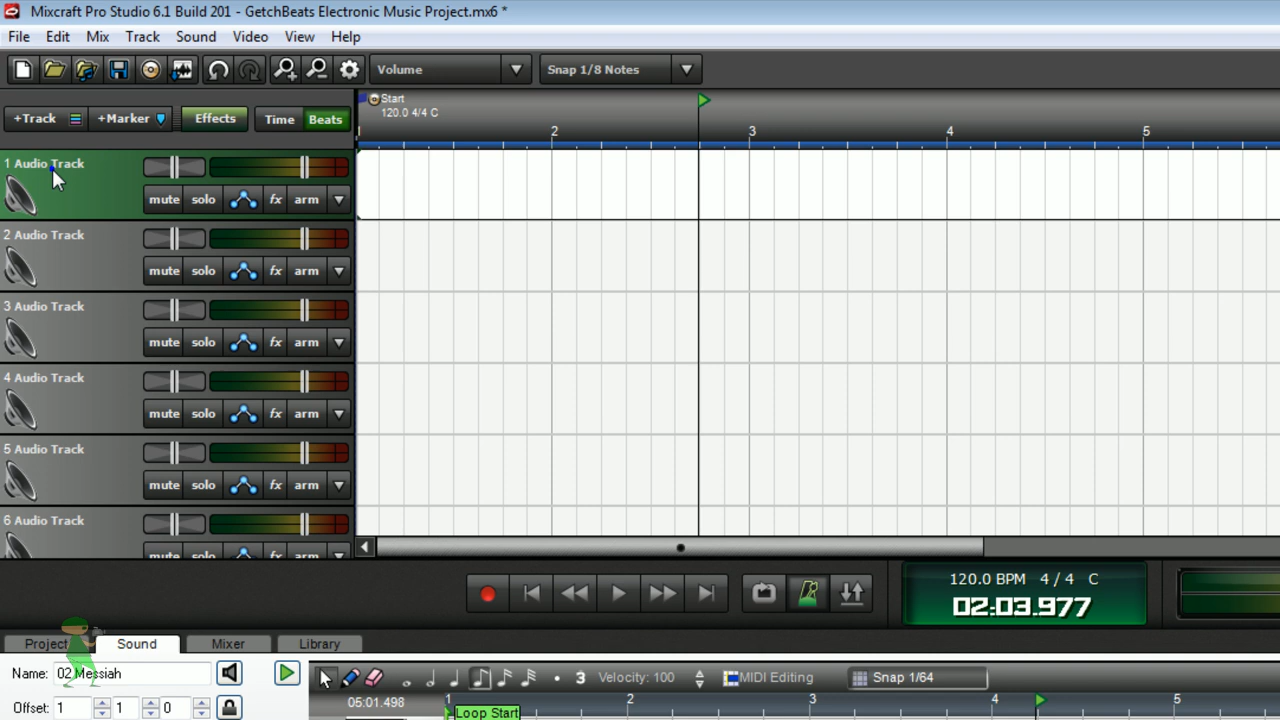 Mixcraft Pro Studio 6.1 Build 201 - GetchBeats Electronic Music Project.mx6 *
File Edit Mix Track Sound Video View Help
Volume Snap 1/8 Notes
+Track +Marker Effects Time Beats
Start
120.0 4/4 C
1 2 3 4 5
1 Audio Track
mute solo fx arm
2 Audio Track
mute solo fx arm
3 Audio Track
mute solo fx arm
4 Audio Track
mute solo fx arm
5 Audio Track
mute solo fx arm
6 Audio Track
mute solo fx arm
120.0 BPM 4 / 4 C
02:03.977
Project Sound Mixer Library
Name: 02 Messiah
3 Velocity: 100 MIDI Editing Snap 1/64
Offset: 1 1 0
05:01.498 1 2 3 4 5
Loop Start